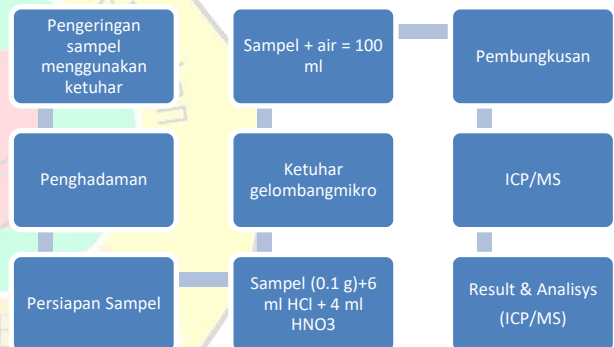 Pengeringan
sampel
menggunakan
ketuhar
Penghadaman
Persiapan Sampel
Sampel (0.1 g)+6
ml HCl + 4 ml
HNO3
Ketuhar
gelombangmikro
Sampel + air = 100
ml
Pembungkusan
ICP/MS
Result & Analisys
(ICP/MS)